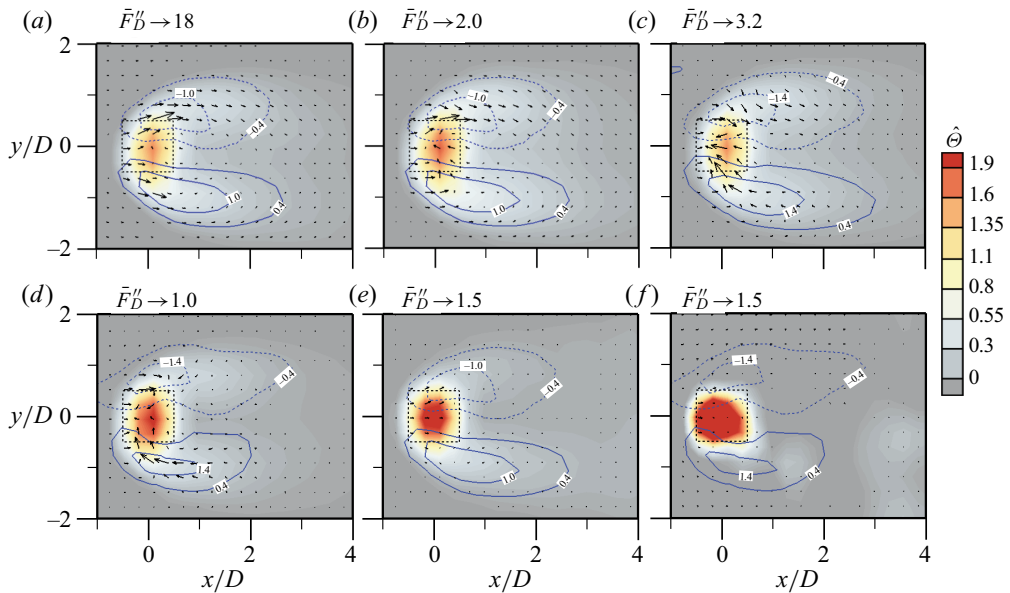 (a) F̄″_D → 18 (b) F̄″_D → 2.0 (c) F̄″_D → 3.2
2
y/D 0
−2
−1.0 −0.4 1.0 0.4
−1.0 −0.4 1.0 0.4
−1.4 −0.4 1.4 0.4
(d) F̄″_D → 1.0 (e) F̄″_D → 1.5 (f) F̄″_D → 1.5
2
y/D 0
−2
−1.4 −0.4 1.4 0.4
−1.0 −0.4 1.0 0.4
−1.4 −0.4 1.4 0.4
0 2 4 0 2 4 0 2 4
x/D x/D x/D
Θ̂
1.9
1.6
1.35
1.1
0.8
0.55
0.3
0